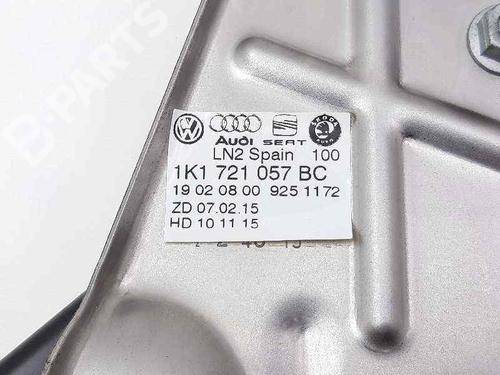 Audi SEAT
LN2 Spain 100
1K1 721 057 BC
19 02 08 00 925 1172
ZD 07.02.15
HD 10 11 15